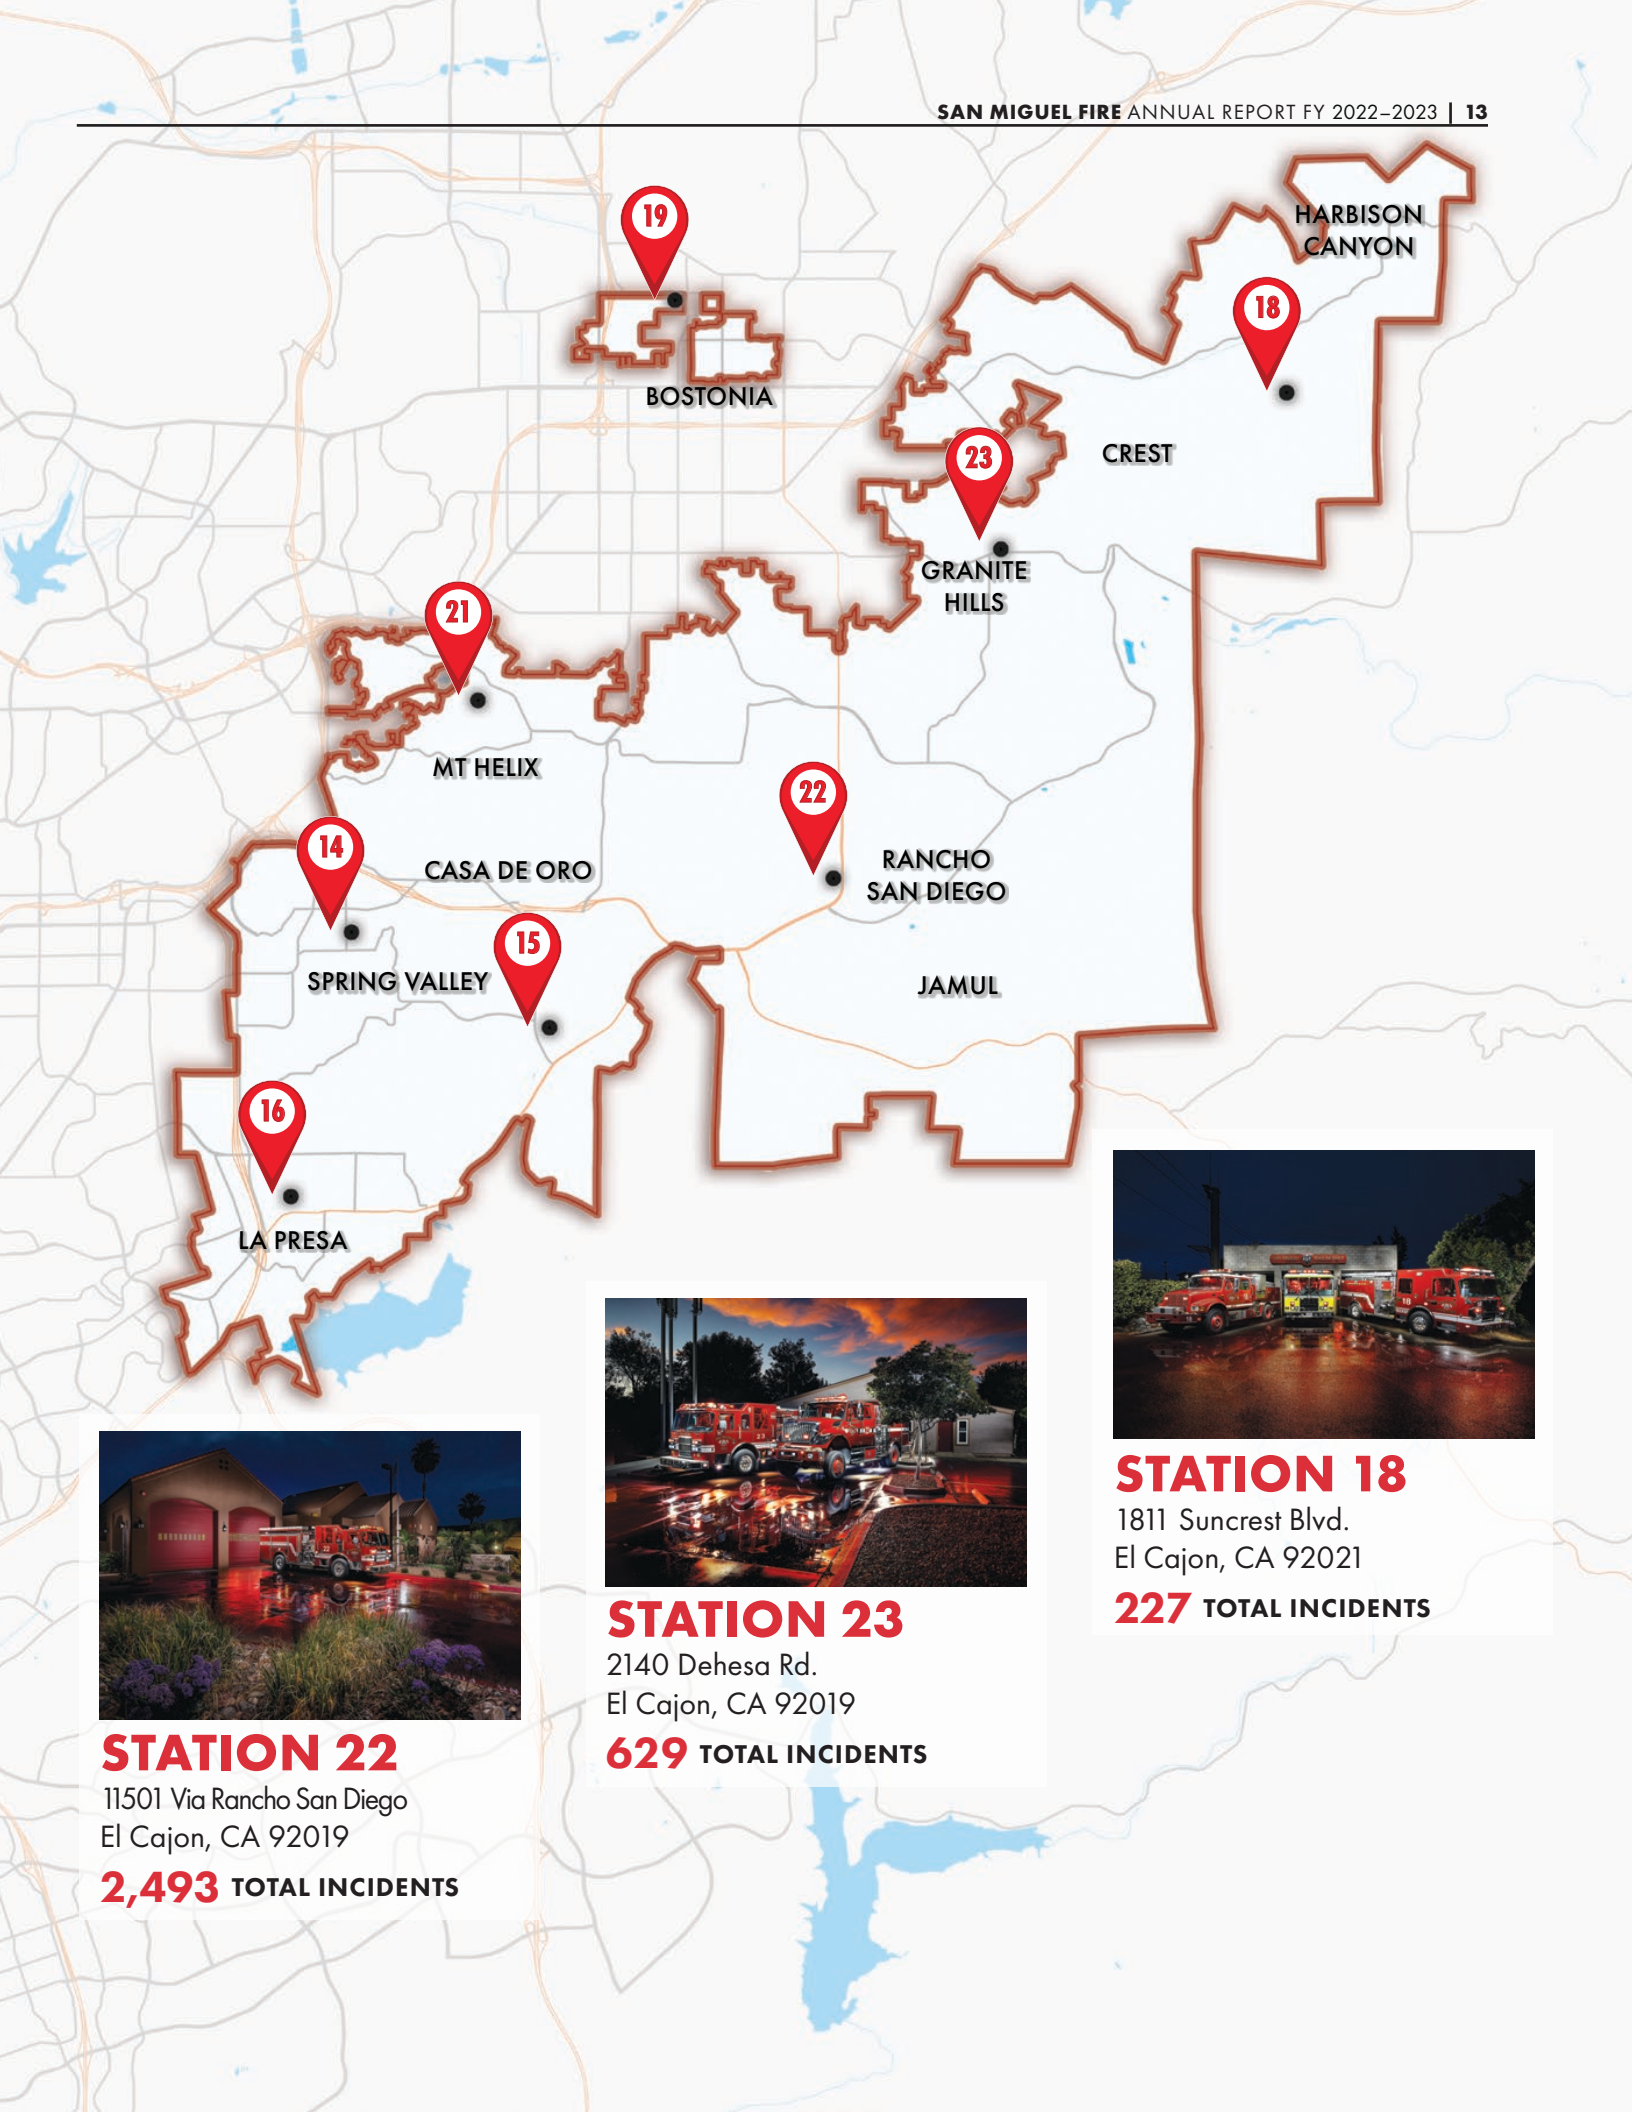 SAN MIGUEL FIRE ANNUAL REPORT FY 2022–2023 | 13
19
HARBISON
CANYON
18
BOSTONIA
23
CREST
GRANITE
HILLS
21
MT HELIX
22
14
CASA DE ORO
RANCHO
SAN DIEGO
15
SPRING VALLEY
JAMUL
16
LA PRESA
STATION 22
11501 Via Rancho San Diego
El Cajon, CA 92019
2,493 TOTAL INCIDENTS
STATION 23
2140 Dehesa Rd.
El Cajon, CA 92019
629 TOTAL INCIDENTS
STATION 18
1811 Suncrest Blvd.
El Cajon, CA 92021
227 TOTAL INCIDENTS